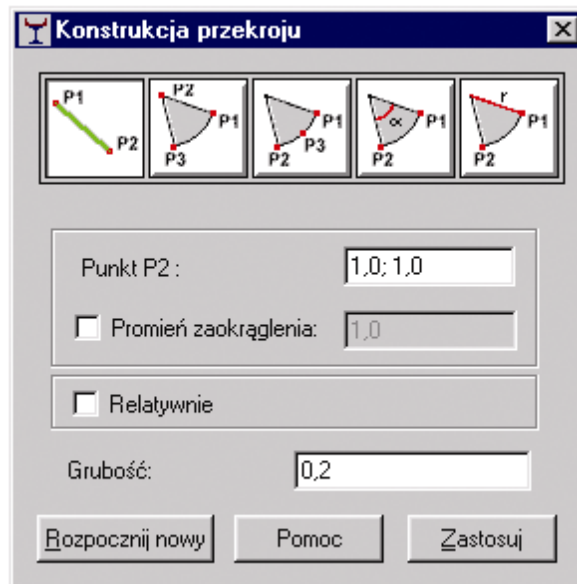 Konstrukcja przekroju
P1 P2
P2 P1 P3
P1 P3 P2
α P1 P2
r P1 P2
Punkt P2 : 1,0; 1,0
Promień zaokrąglenia: 1,0
Relatywnie
Grubość: 0,2
Rozpocznij nowy Pomoc Zastosuj